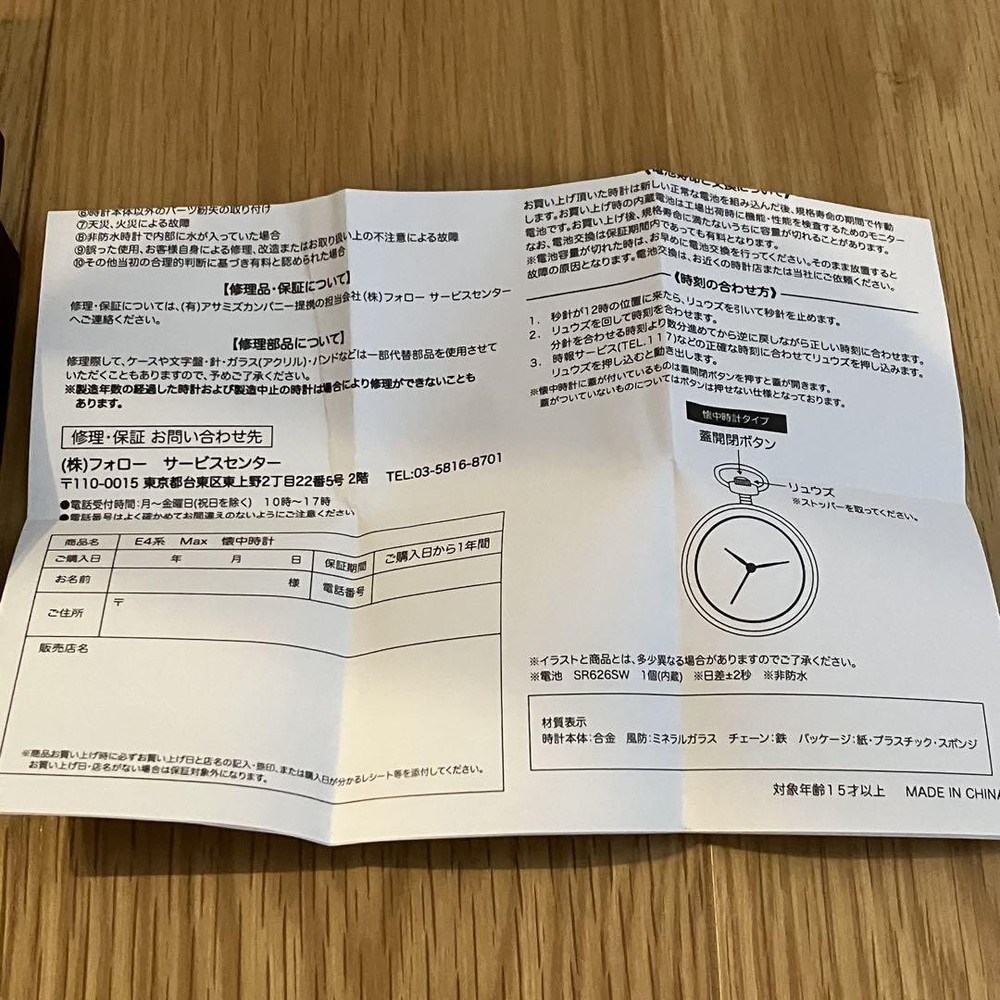 ⑥時計本体以外のパーツ紛失の取り付け
⑦天災、火災による故障
⑧非防水時計で内部に水が入っていた場合
⑨誤った使用、お客様自身による修理、改造またはお取り扱い上の不注意による故障
⑩その他当初の合理的判断に基づき有料と認められた場合
【修理品・保証について】
修理・保証については、(有)アサミズカンパニー提携の担当会社(株)フォロー サービスセンター
へご連絡ください。
【修理部品について】
修理際して、ケースや文字盤・針・ガラス(アクリル)・バンドなどは一部代替部品を使用させて
いただくこともありますので、予めご了承ください。
※製造年数の経過した時計および製造中止の時計は場合により修理ができないことも
あります。
修理・保証 お問い合わせ先
(株)フォロー サービスセンター
〒110-0015 東京都台東区東上野2丁目22番5号 2階 TEL:03-5816-8701
●電話受付時間:月〜金曜日(祝日を除く) 10時〜17時
●電話番号はよく確かめてお間違えのないようにご注意ください
商品名 E4系 Max 懐中時計
ご購入日 年 月 日 保証期間 ご購入日から1年間
お名前 様 電話番号
ご住所 〒
販売店名
※商品お買い上げ時に必ずお買い上げ日と店名の記入・捺印、または購入日が分かるレシート等を添付してください。
お買い上げ日・店名がない場合は保証対象外になります。
【電池寿命と交換について】
お買い上げ頂いた時計は新しい正常な電池を組み込んだ後、規格寿命の期間で作動
します。お買い上げ時の内蔵電池は工場出荷時に機能・性能を検査するためのモニター
電池です。お買い上げ後、規格寿命に満たないうちに容量が切れることがあります。
なお、電池交換は保証期間内であっても有料となります。
※電池容量が切れた時は、お早めに電池交換を行ってください。そのまま放置すると
故障の原因となります。電池交換は、お近くの時計店または当社にご依頼ください。
《時刻の合わせ方》
1. 秒針が12時の位置に来たら、リュウズを引いて秒針を止めます。
2. リュウズを回して時刻を合わせます。
分針を合わせる時刻より数分進めてから逆に戻しながら正しい時刻に合わせます。
3. 時報サービス(TEL.117)などの正確な時刻に合わせてリュウズを押し込みます。
リュウズを押し込むと動き出します。
※懐中時計に蓋が付いているものは蓋開閉ボタンを押すと蓋が開きます。
蓋がついていないものについてはボタンは押せない仕様となっております。
懐中時計タイプ
蓋開閉ボタン
リュウズ
※ストッパーを取ってください。
※イラストと商品とは、多少異なる場合がありますのでご了承ください。
※電池 SR626SW 1個(内蔵) ※日差±2秒 ※非防水
材質表示
時計本体:合金 風防:ミネラルガラス チェーン:鉄 パッケージ:紙・プラスチック・スポンジ
対象年齢15才以上 MADE IN CHINA